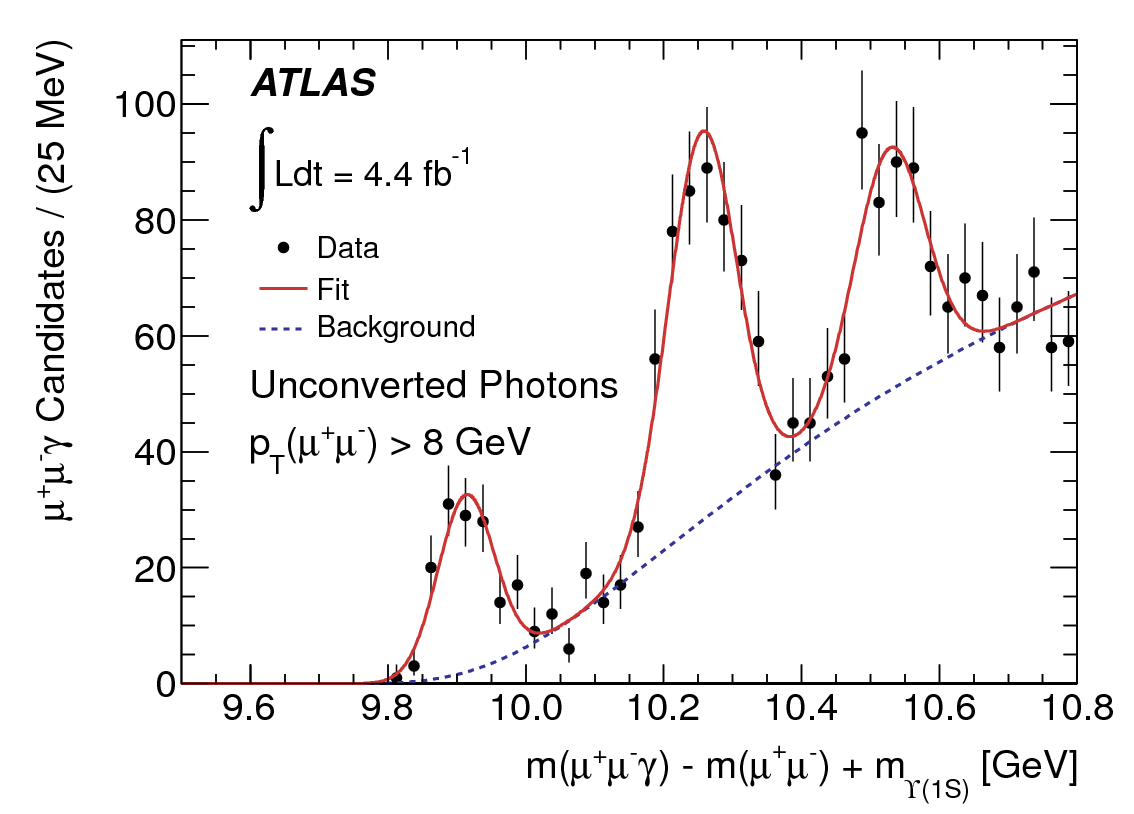 μ⁺μ⁻γ Candidates / (25 MeV)
100
80
60
40
20
0
ATLAS
∫Ldt = 4.4 fb⁻¹
Data
Fit
Background
Unconverted Photons
p_T(μ⁺μ⁻) > 8 GeV
9.6 9.8 10.0 10.2 10.4 10.6 10.8
m(μ⁺μ⁻γ) - m(μ⁺μ⁻) + m_ϒ(1S) [GeV]